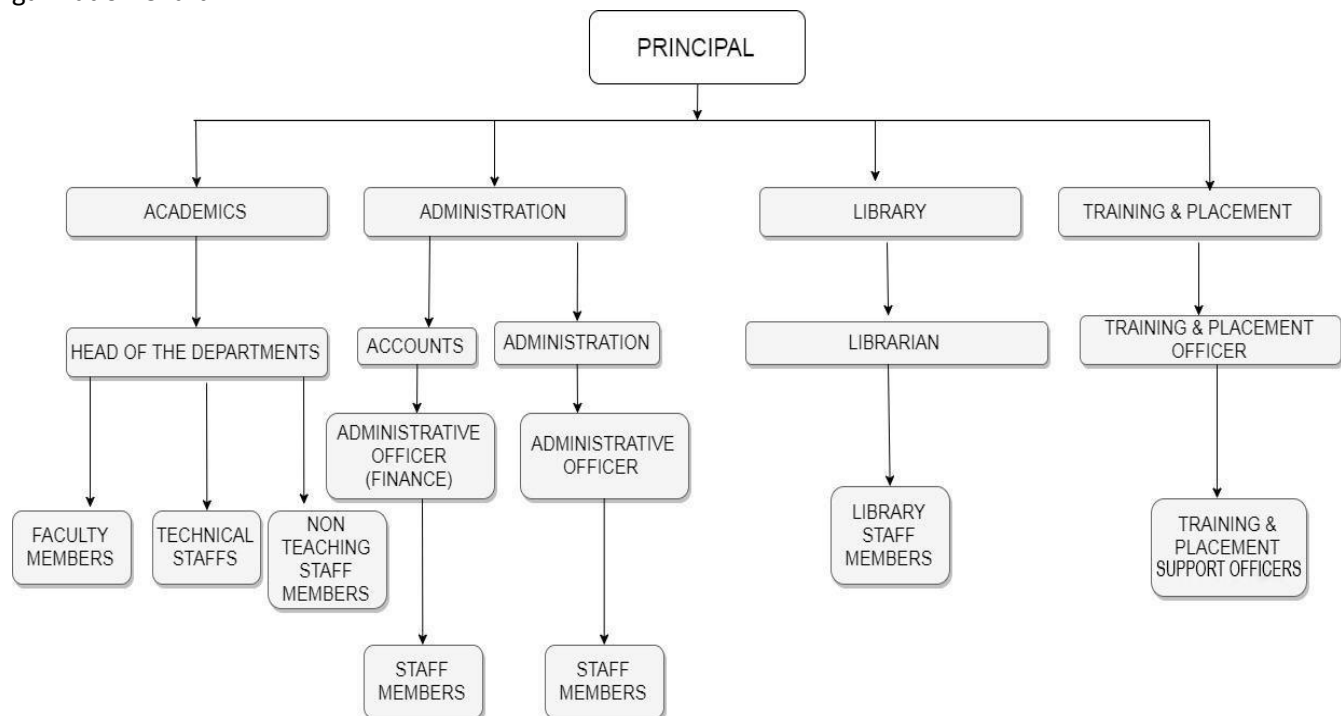 PRINCIPAL
ACADEMICS
ADMINISTRATION
LIBRARY
TRAINING & PLACEMENT
HEAD OF THE DEPARTMENTS
ACCOUNTS
ADMINISTRATION
LIBRARIAN
TRAINING & PLACEMENT
OFFICER
ADMINISTRATIVE
OFFICER
(FINANCE)
ADMINISTRATIVE
OFFICER
FACULTY
MEMBERS
TECHNICAL
STAFFS
NON
TEACHING
STAFF
MEMBERS
LIBRARY
STAFF
MEMBERS
TRAINING &
PLACEMENT
SUPPORT OFFICERS
STAFF
MEMBERS
STAFF
MEMBERS